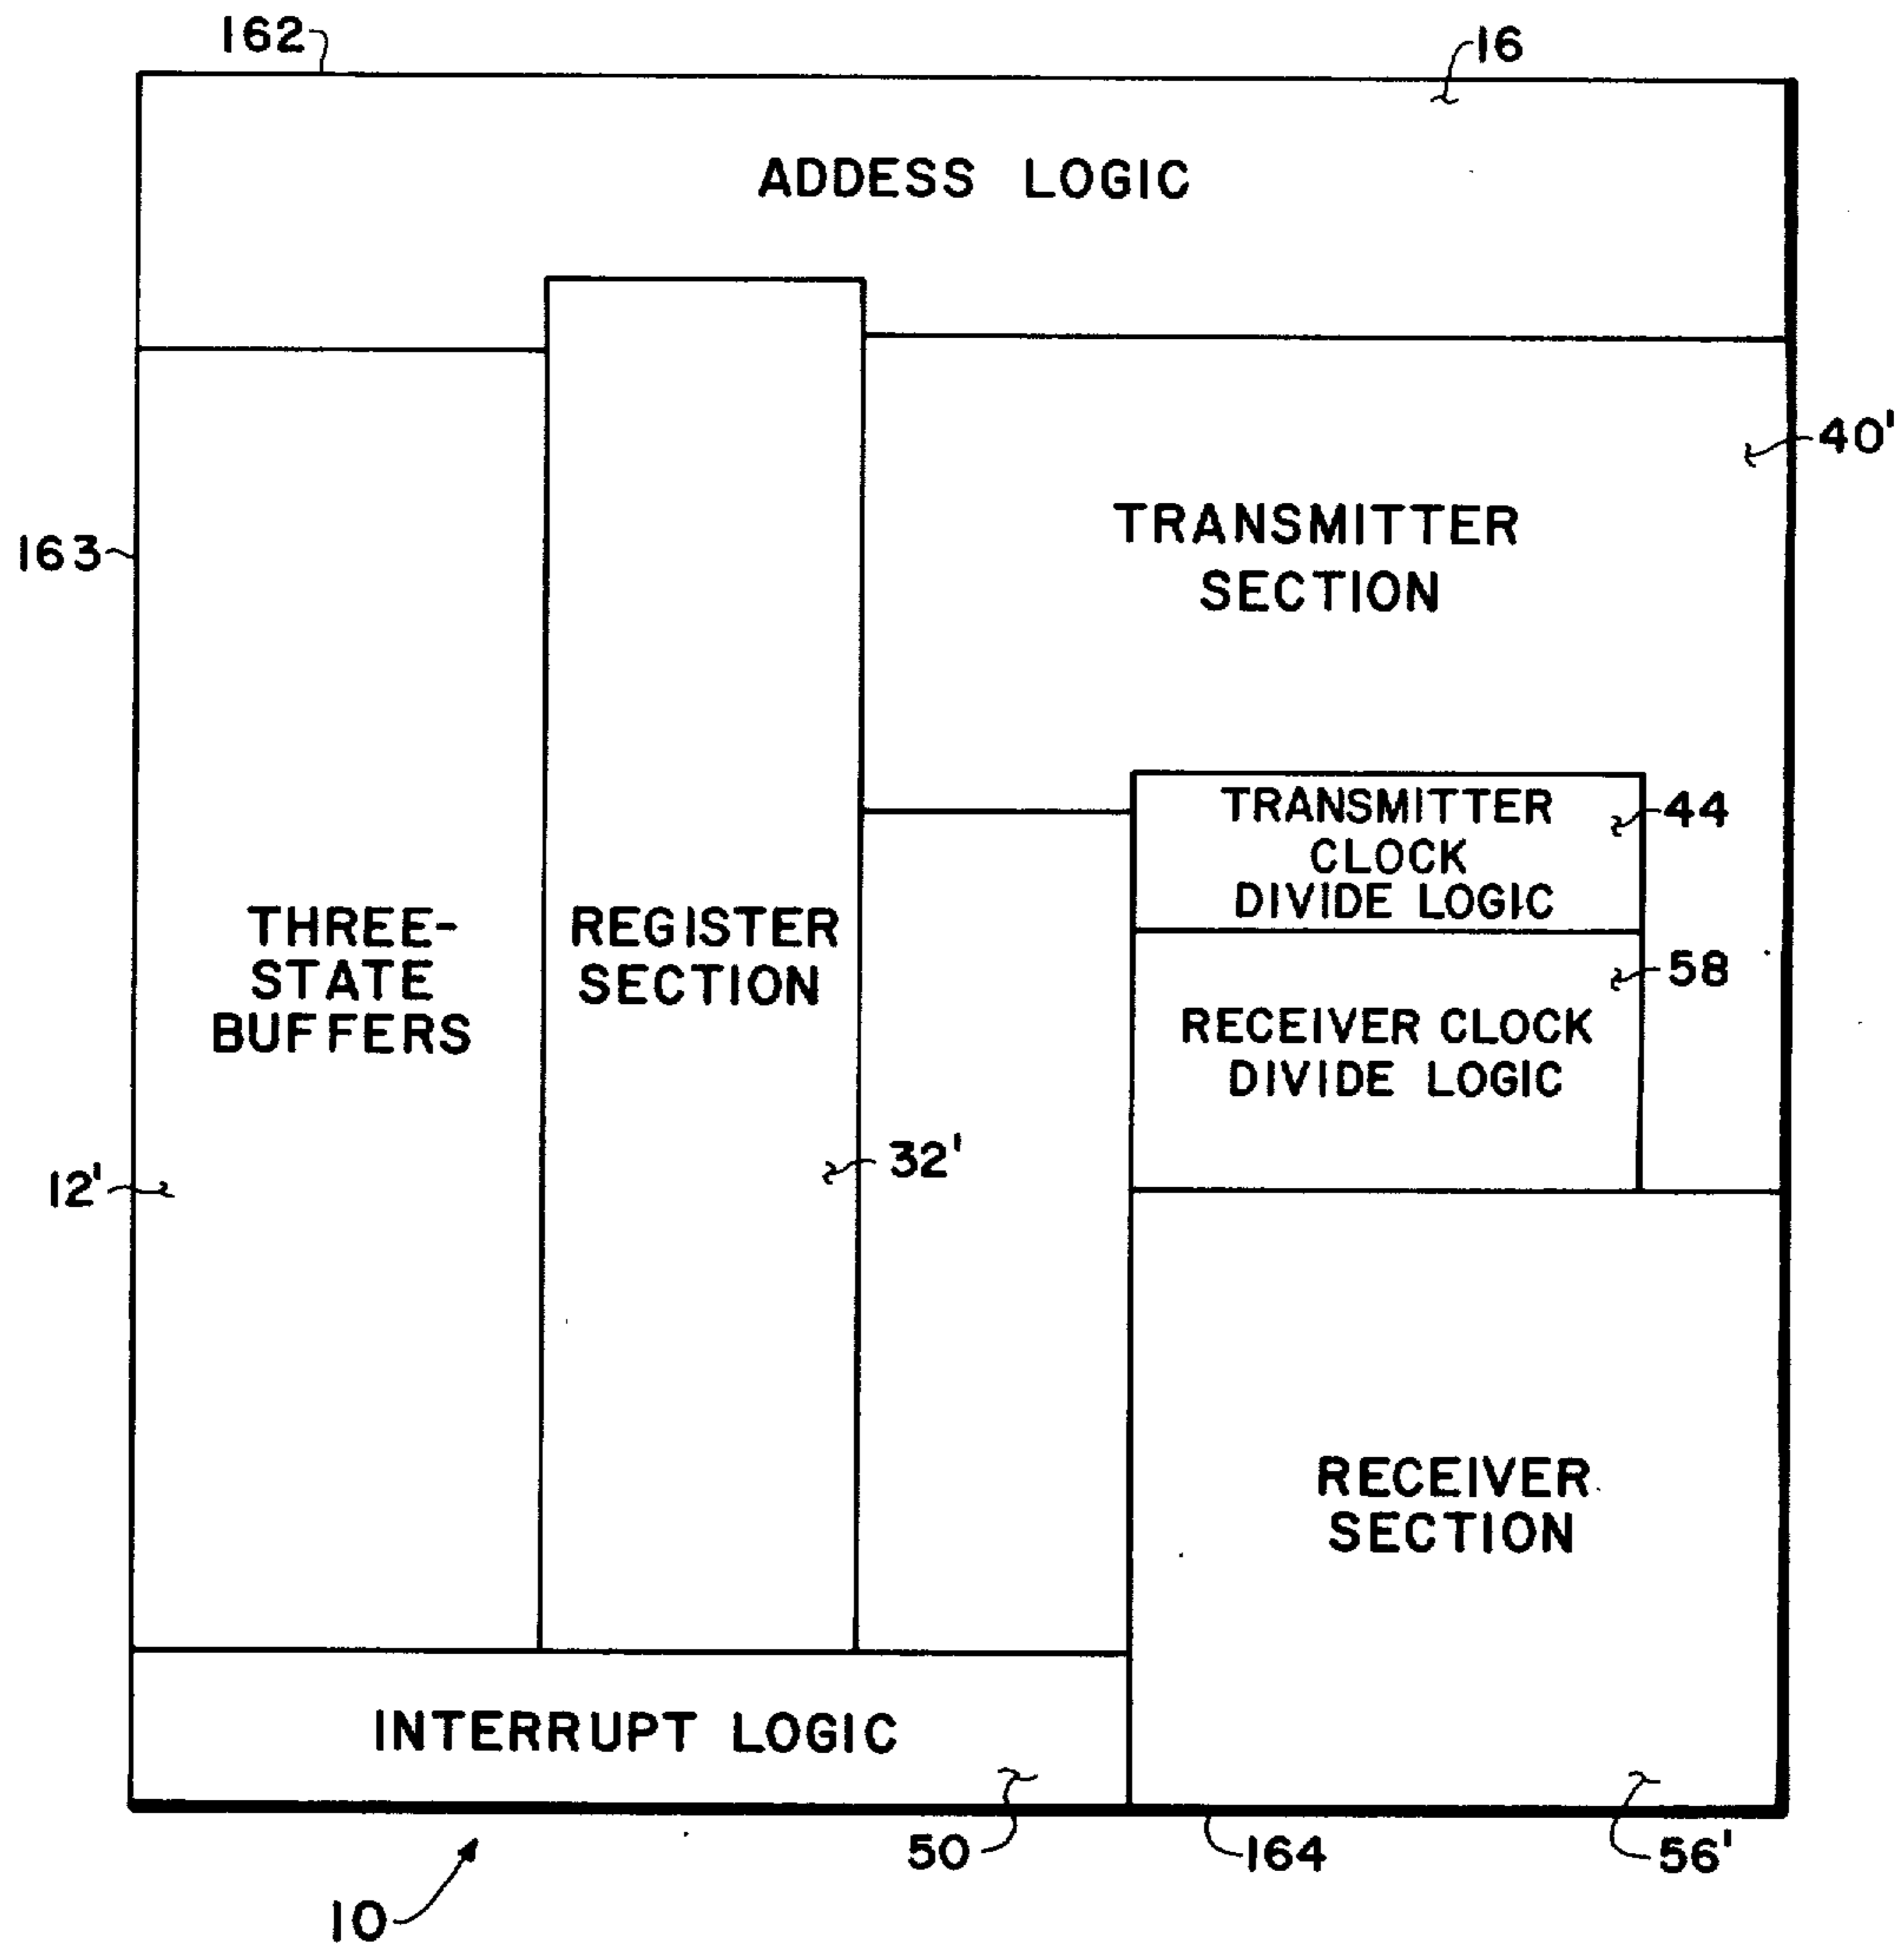 162
16
ADDESS LOGIC
40'
163
TRANSMITTER
SECTION
TRANSMITTER
CLOCK
DIVIDE LOGIC
44
THREE-
STATE
BUFFERS
REGISTER
SECTION
58
RECEIVER CLOCK
DIVIDE LOGIC
12'
32'
RECEIVER
SECTION
INTERRUPT LOGIC
50
164
56'
10